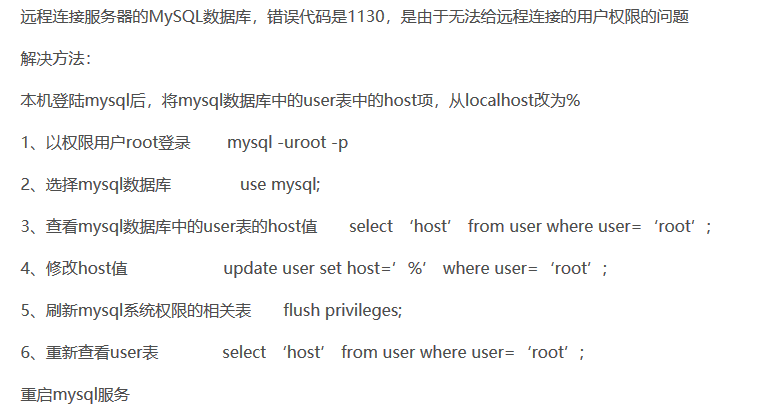 远程连接服务器的MySQL数据库，错误代码是1130，是由于无法给远程连接的用户权限的问题
解决方法：
本机登陆mysql后，将mysql数据库中的user表中的host项，从localhost改为%
1、以权限用户root登录 mysql -uroot -p
2、选择mysql数据库 use mysql;
3、查看mysql数据库中的user表的host值 select ‘host’ from user where user=‘root’;
4、修改host值 update user set host=’%‘ where user=‘root’;
5、刷新mysql系统权限的相关表 flush privileges;
6、重新查看user表 select ‘host’ from user where user=‘root’;
重启mysql服务